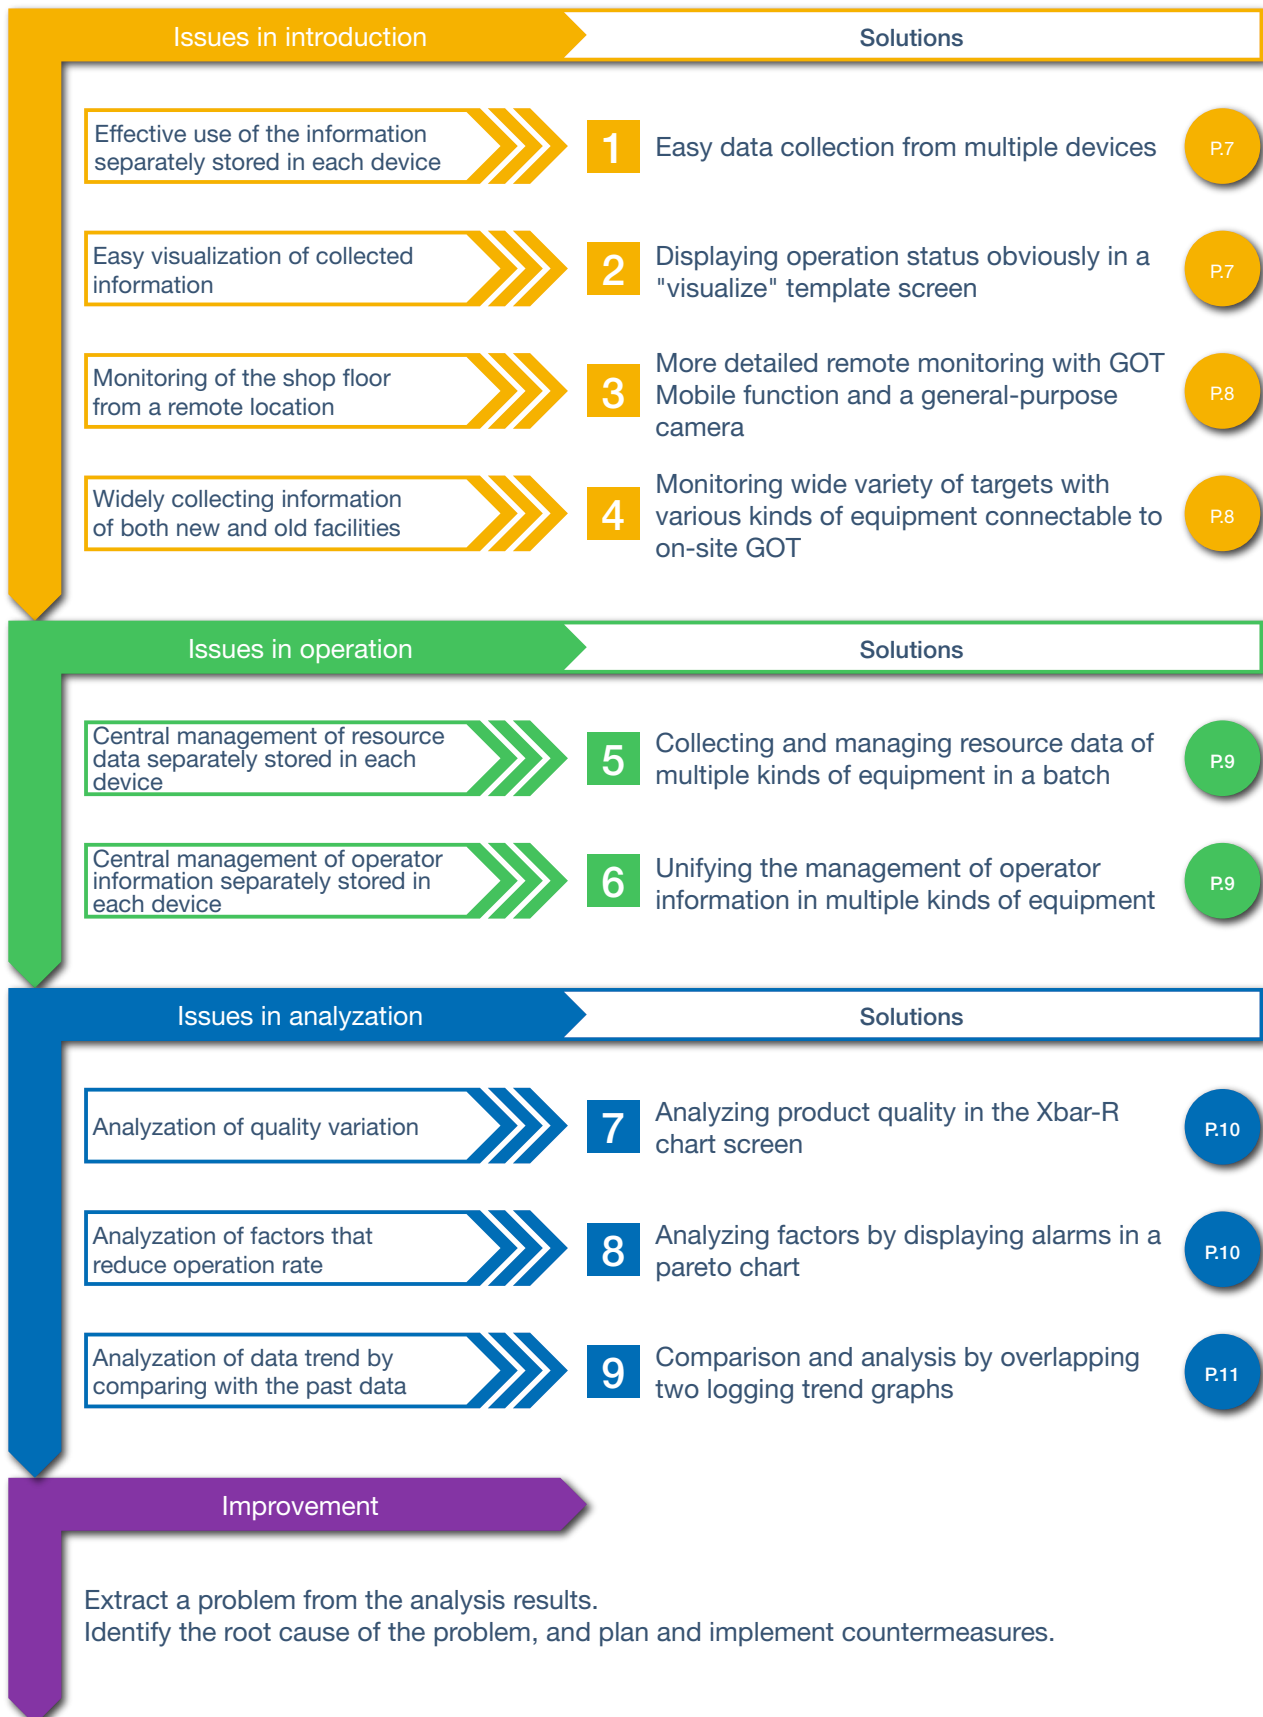 Issues in introduction
Solutions
Effective use of the information
separately stored in each device
1
Easy data collection from multiple devices
P.7
Easy visualization of collected
information
2
Displaying operation status obviously in a
"visualize" template screen
P.7
Monitoring of the shop floor
from a remote location
3
More detailed remote monitoring with GOT
Mobile function and a general-purpose
camera
P.8
Widely collecting information
of both new and old facilities
4
Monitoring wide variety of targets with
various kinds of equipment connectable to
on-site GOT
P.8
Issues in operation
Solutions
Central management of resource
data separately stored in each
device
5
Collecting and managing resource data of
multiple kinds of equipment in a batch
P.9
Central management of operator
information separately stored in
each device
6
Unifying the management of operator
information in multiple kinds of equipment
P.9
Issues in analyzation
Solutions
Analyzation of quality variation
7
Analyzing product quality in the Xbar-R
chart screen
P.10
Analyzation of factors that
reduce operation rate
8
Analyzing factors by displaying alarms in a
pareto chart
P.10
Analyzation of data trend by
comparing with the past data
9
Comparison and analysis by overlapping
two logging trend graphs
P.11
Improvement
Extract a problem from the analysis results.
Identify the root cause of the problem, and plan and implement countermeasures.